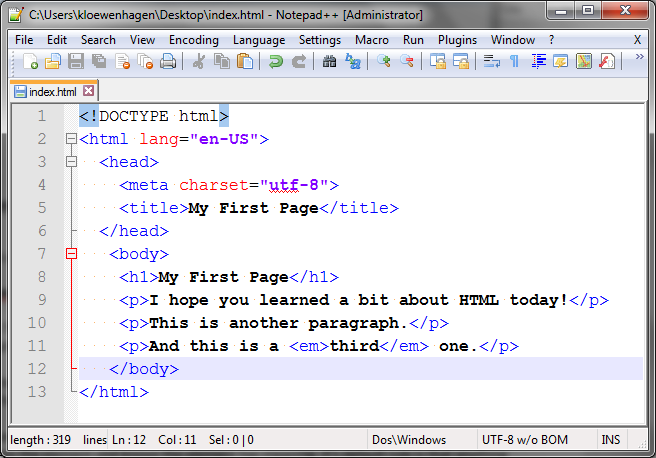 C:\Users\kloewenhagen\Desktop\index.html - Notepad++ [Administrator]
File Edit Search View Encoding Language Settings Macro Run Plugins Window ? X
index.html
1 <!DOCTYPE html>
2 <html lang="en-US">
3 <head>
4 <meta charset="utf-8">
5 <title>My First Page</title>
6 </head>
7 <body>
8 <h1>My First Page</h1>
9 <p>I hope you learned a bit about HTML today!</p>
10 <p>This is another paragraph.</p>
11 <p>And this is a <em>third</em> one.</p>
12 </body>
13 </html>
length : 319 lines Ln : 12 Col : 11 Sel : 0 | 0 Dos\Windows UTF-8 w/o BOM INS